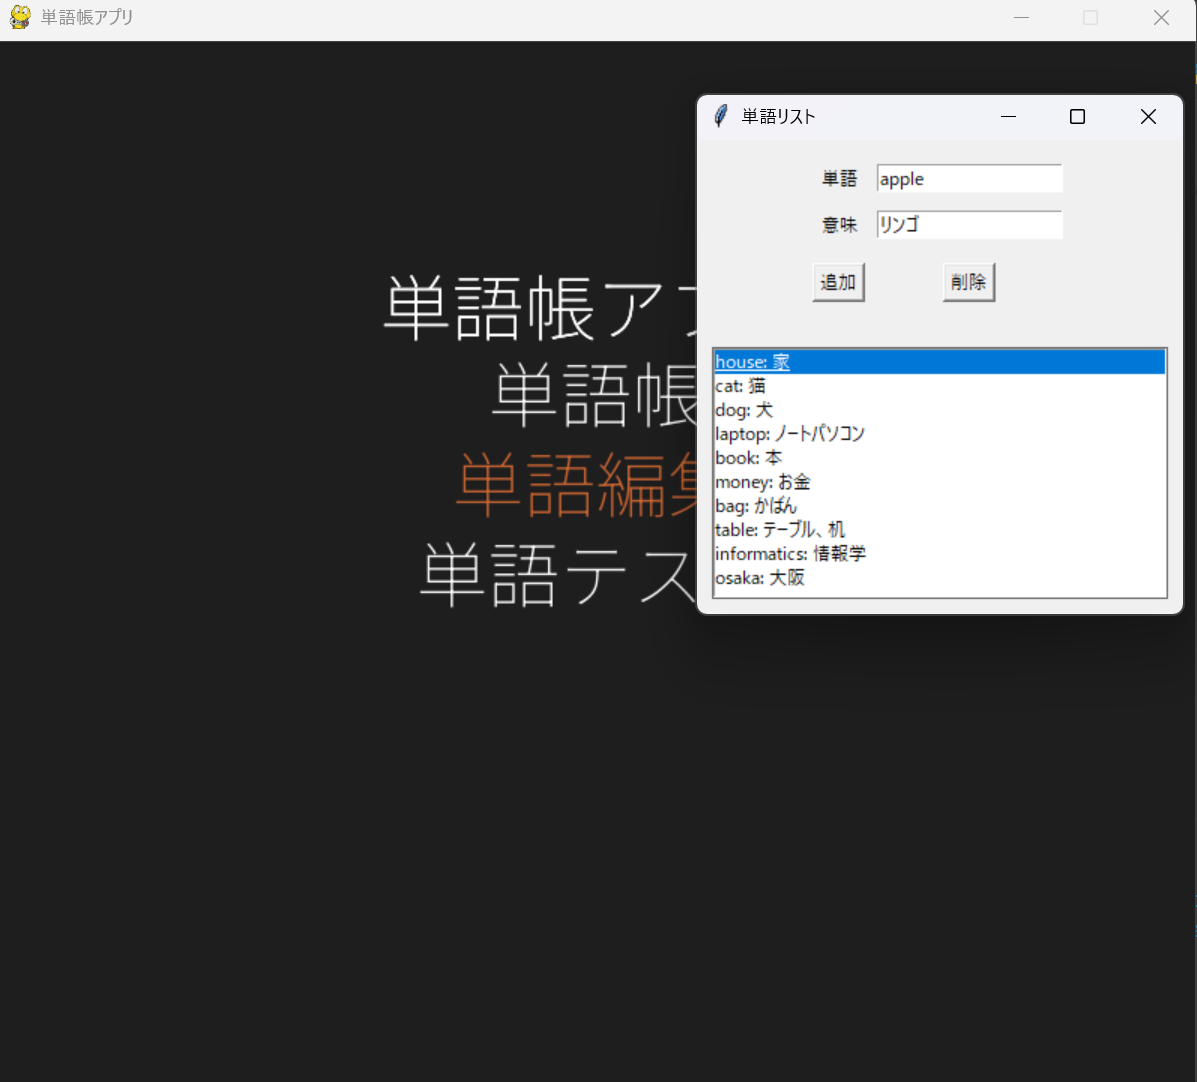 単語帳アプリ
単語リスト
単語 apple
意味 リンゴ
追加 削除
house: 家
cat: 猫
dog: 犬
laptop: ノートパソコン
book: 本
money: お金
bag: かばん
table: テーブル、机
informatics: 情報学
osaka: 大阪
単語帳ア
単語帳
単語編集
単語テス